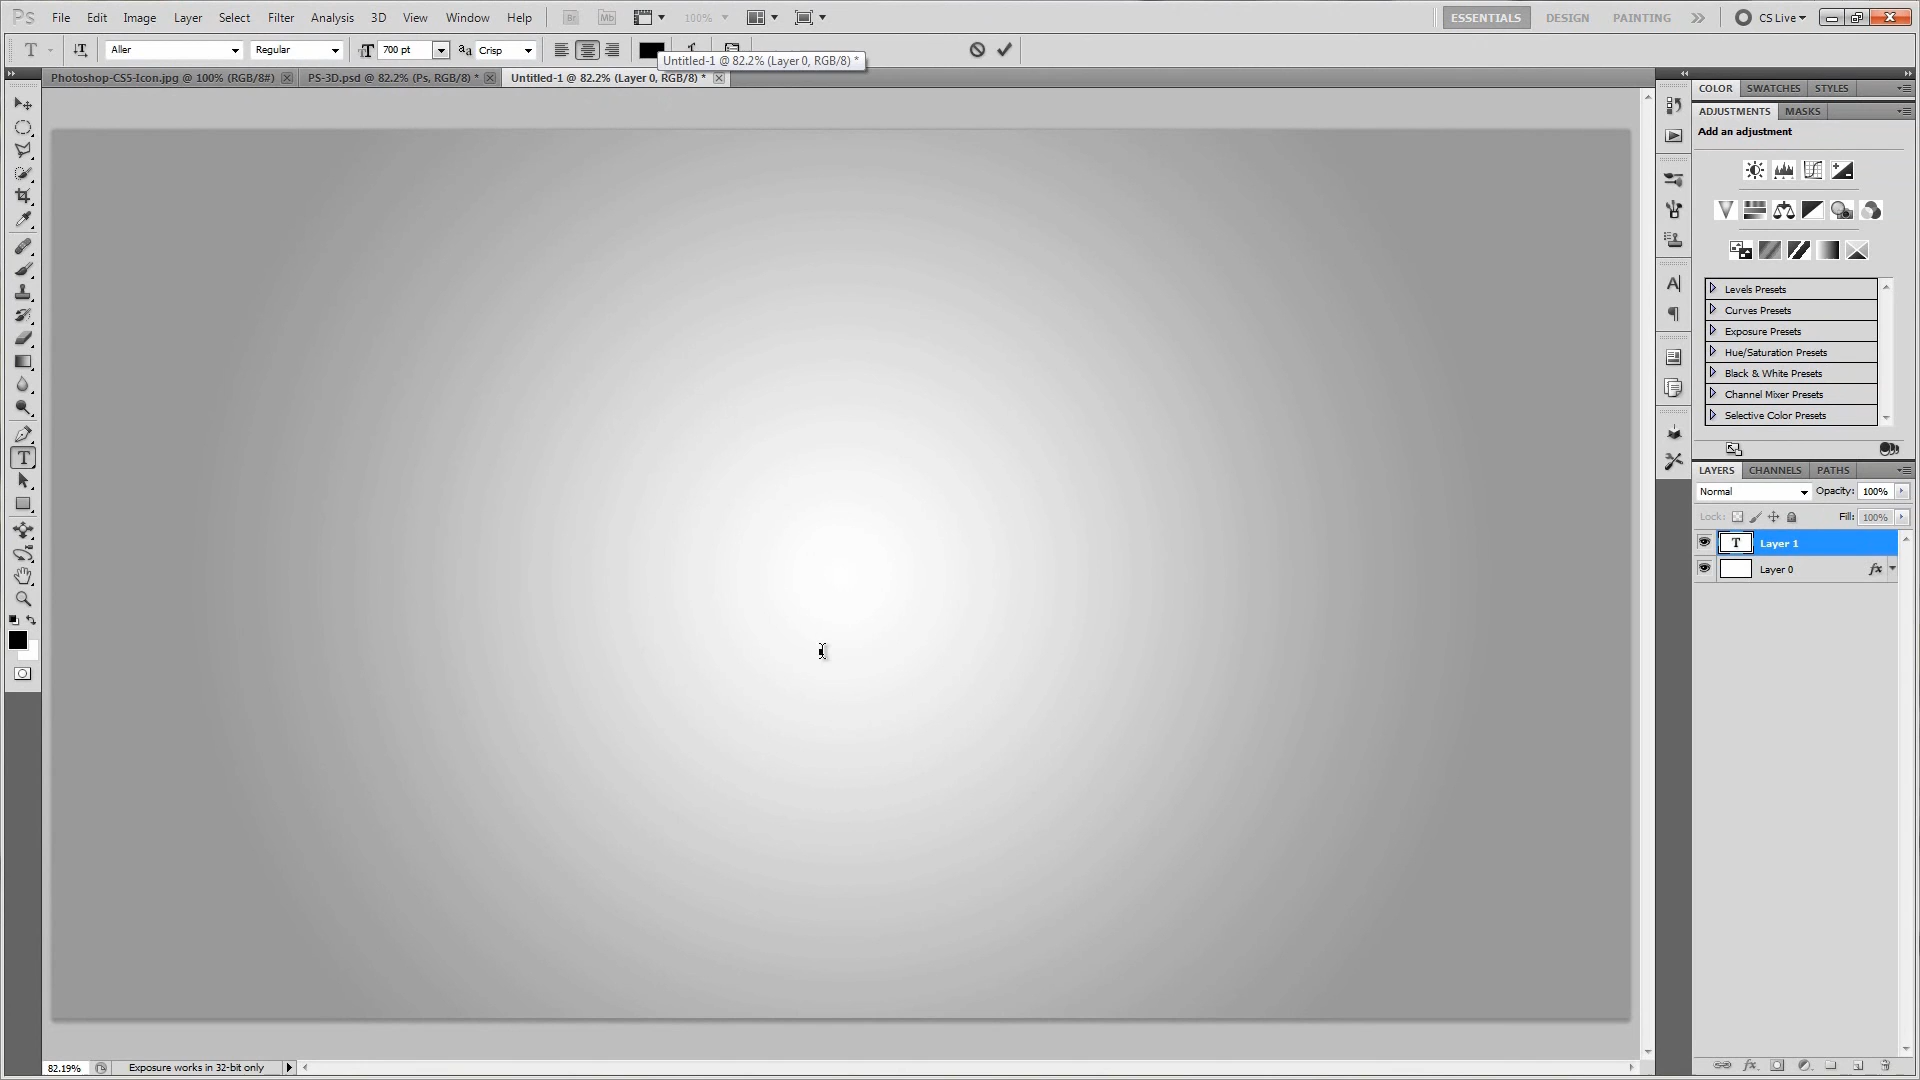 Ps File Edit Image Layer Select Filter Analysis 3D View Window Help Br Mb 100% ESSENTIALS DESIGN PAINTING CS Live
T Aller Regular 700 pt aa Crisp
Untitled-1 @ 82.2% (Layer 0, RGB/8) *
Photoshop-CS5-Icon.jpg @ 100% (RGB/8#) PS-3D.psd @ 82.2% (Ps, RGB/8) * Untitled-1 @ 82.2% (Layer 0, RGB/8) *
COLOR SWATCHES STYLES
ADJUSTMENTS MASKS
Add an adjustment
Levels Presets
Curves Presets
Exposure Presets
Hue/Saturation Presets
Black & White Presets
Channel Mixer Presets
Selective Color Presets
LAYERS CHANNELS PATHS
Normal Opacity: 100%
Lock: Fill: 100%
T Layer 1
Layer 0 fx
82.19% Exposure works in 32-bit only